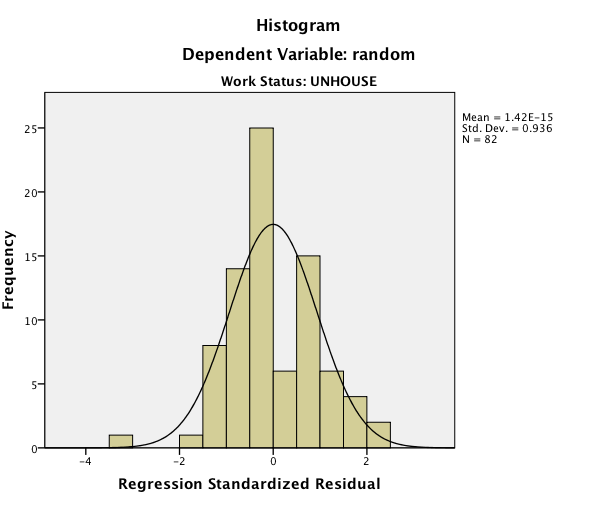 Histogram
Dependent Variable: random
Work Status: UNHOUSE
Mean = 1.42E-15
Std. Dev. = 0.936
N = 82
Frequency
25
20
15
10
5
0
-4 -2 0 2
Regression Standardized Residual